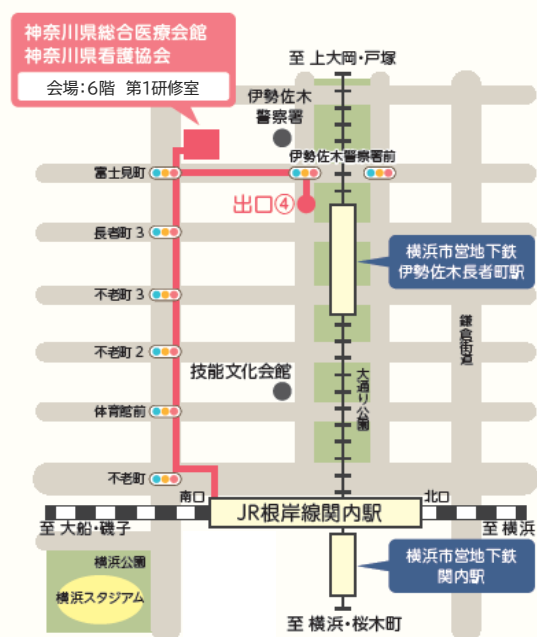 神奈川県総合医療会館
神奈川県看護協会
会場：6階 第1研修室
至 上大岡・戸塚
伊勢佐木
警察署
伊勢佐木警察署前
富士見町
出口④
長者町 3
横浜市営地下鉄
伊勢佐木長者町駅
不老町 3
鎌倉街道
不老町 2
技能文化会館
大通り公園
体育館前
不老町
南口
北口
JR根岸線関内駅
至 大船・磯子
至 横浜
横浜公園
横浜スタジアム
横浜市営地下鉄
関内駅
至 横浜・桜木町